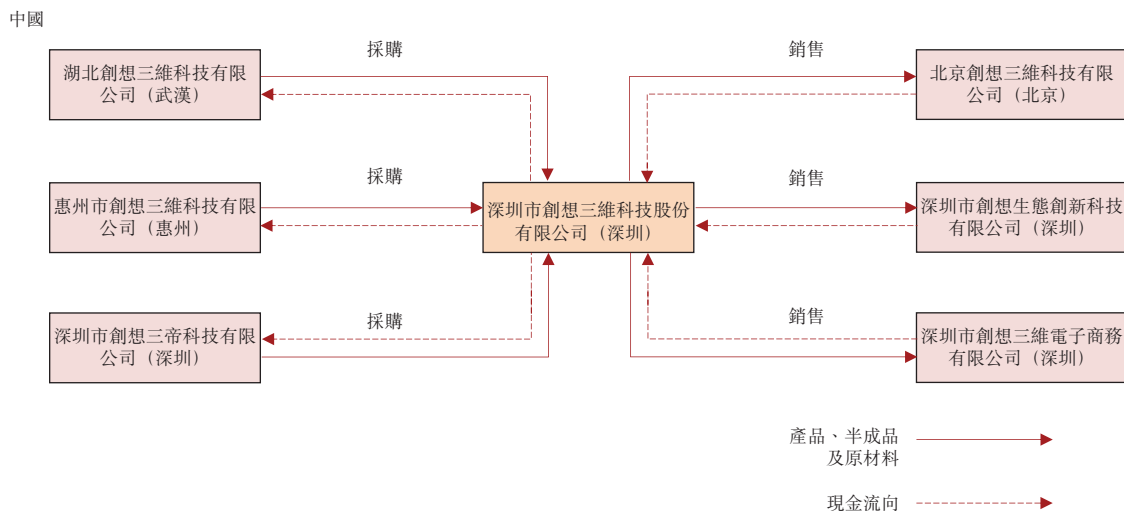 中國
採購
銷售
湖北創想三維科技有限
公司（武漢）
北京創想三維科技有限
公司（北京）
採購
銷售
惠州市創想三維科技有限
公司（惠州）
深圳市創想三維科技股份
有限公司（深圳）
深圳市創想生態創新科技
有限公司（深圳）
採購
銷售
深圳市創想三帝科技有限
公司（深圳）
深圳市創想三維電子商務
有限公司（深圳）
產品、半成品
及原材料
現金流向